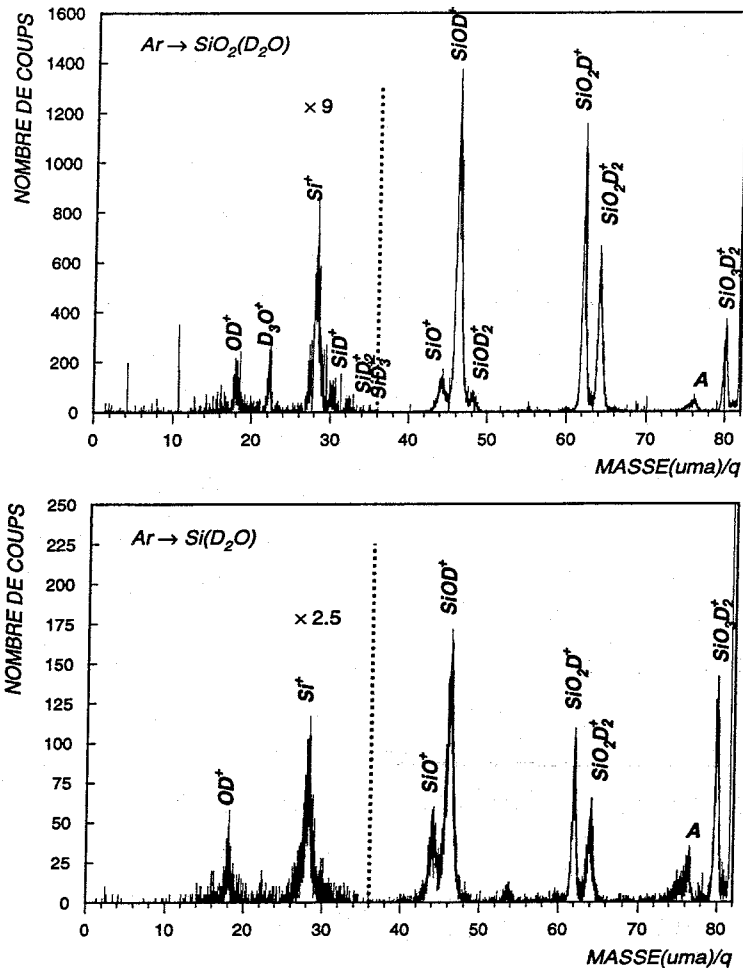 NOMBRE DE COUPS
1600
1400
1200
1000
800
600
400
200
0
Ar → SiO₂(D₂O)
× 9
OD⁺
D₃O⁺
Si⁺
SiD⁺
SiD₂⁺
SiD₃⁺
SiO⁺
SiOD⁺
SiOD₂⁺
SiO₂D⁺
SiO₂D₂⁺
A
SiO₃D₂⁺
0 10 20 30 40 50 60 70 80
MASSE(uma)/q
NOMBRE DE COUPS
250
225
200
175
150
125
100
75
50
25
0
Ar → Si(D₂O)
× 2.5
OD⁺
Si⁺
SiO⁺
SiOD⁺
SiO₂D⁺
SiO₂D₂⁺
A
SiO₃D₂⁺
0 10 20 30 40 50 60 70 80
MASSE(uma)/q